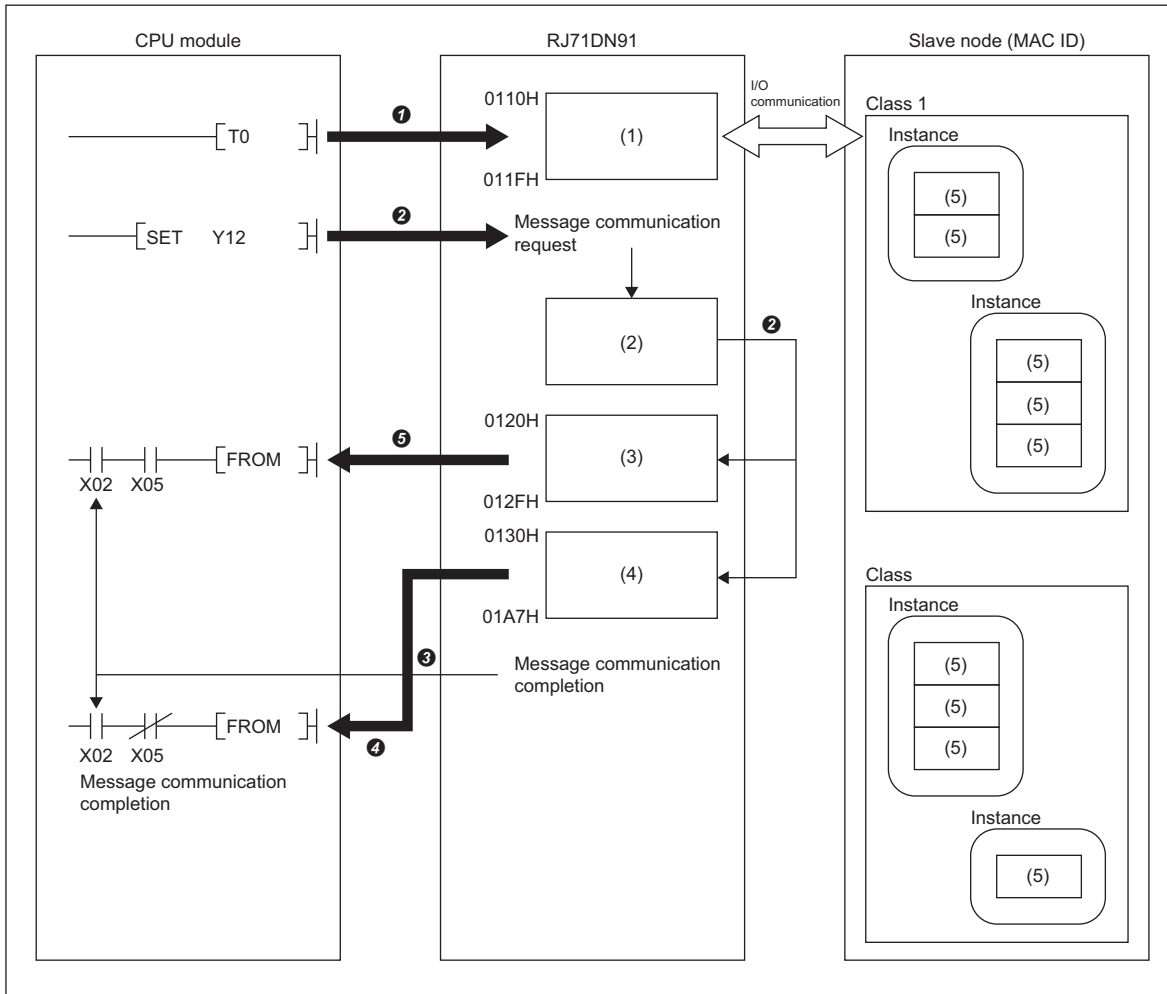 CPU module
RJ71DN91
Slave node (MAC ID)
0110H
(1)
011FH
I/O
communication
❶
T0
❷
SET Y12
Message communication
request
(2)
❷
0120H
(3)
012FH
❺
FROM
X02 X05
0130H
(4)
01A7H
❸
Message communication
completion
❹
FROM
X02 X05
Message communication
completion
Class 1
Instance
(5)
(5)
Instance
(5)
(5)
(5)
Class
Instance
(5)
(5)
(5)
Instance
(5)